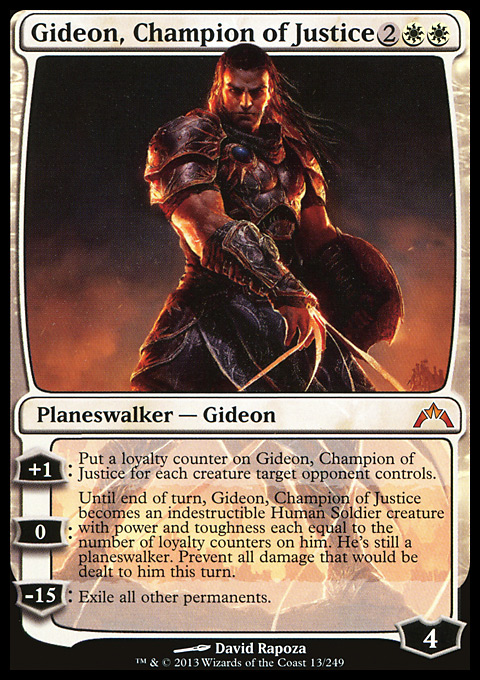 Gideon, Champion of Justice 2
Planeswalker — Gideon
+1: Put a loyalty counter on Gideon, Champion of
Justice for each creature target opponent controls.
Until end of turn, Gideon, Champion of Justice
becomes an indestructible Human Soldier creature
0: with power and toughness each equal to the
number of loyalty counters on him. He's still a
planeswalker. Prevent all damage that would be
dealt to him this turn.
-15: Exile all other permanents.
David Rapoza
4
™ & © 2013 Wizards of the Coast 13/249